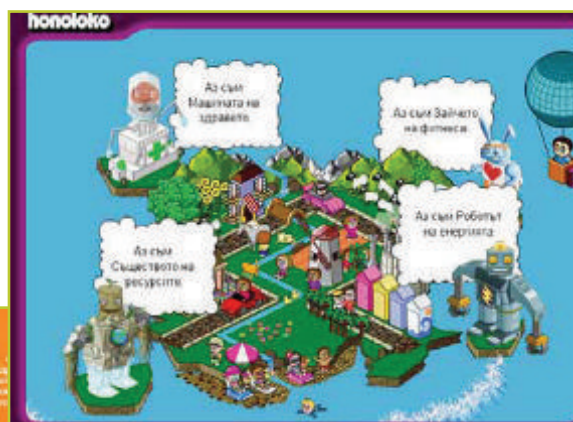 honoloko
Аз съм
Машината на
здравето
Аз съм Зайчето
на фитнеса
Аз съм
Съществото на
ресурсите
Аз съм Роботът
на енергията